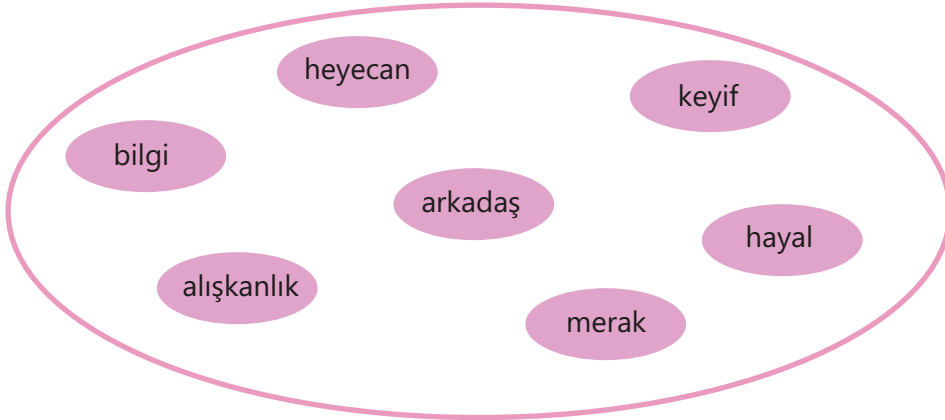 heyecan
keyif
bilgi
arkadaş
hayal
alışkanlık
merak